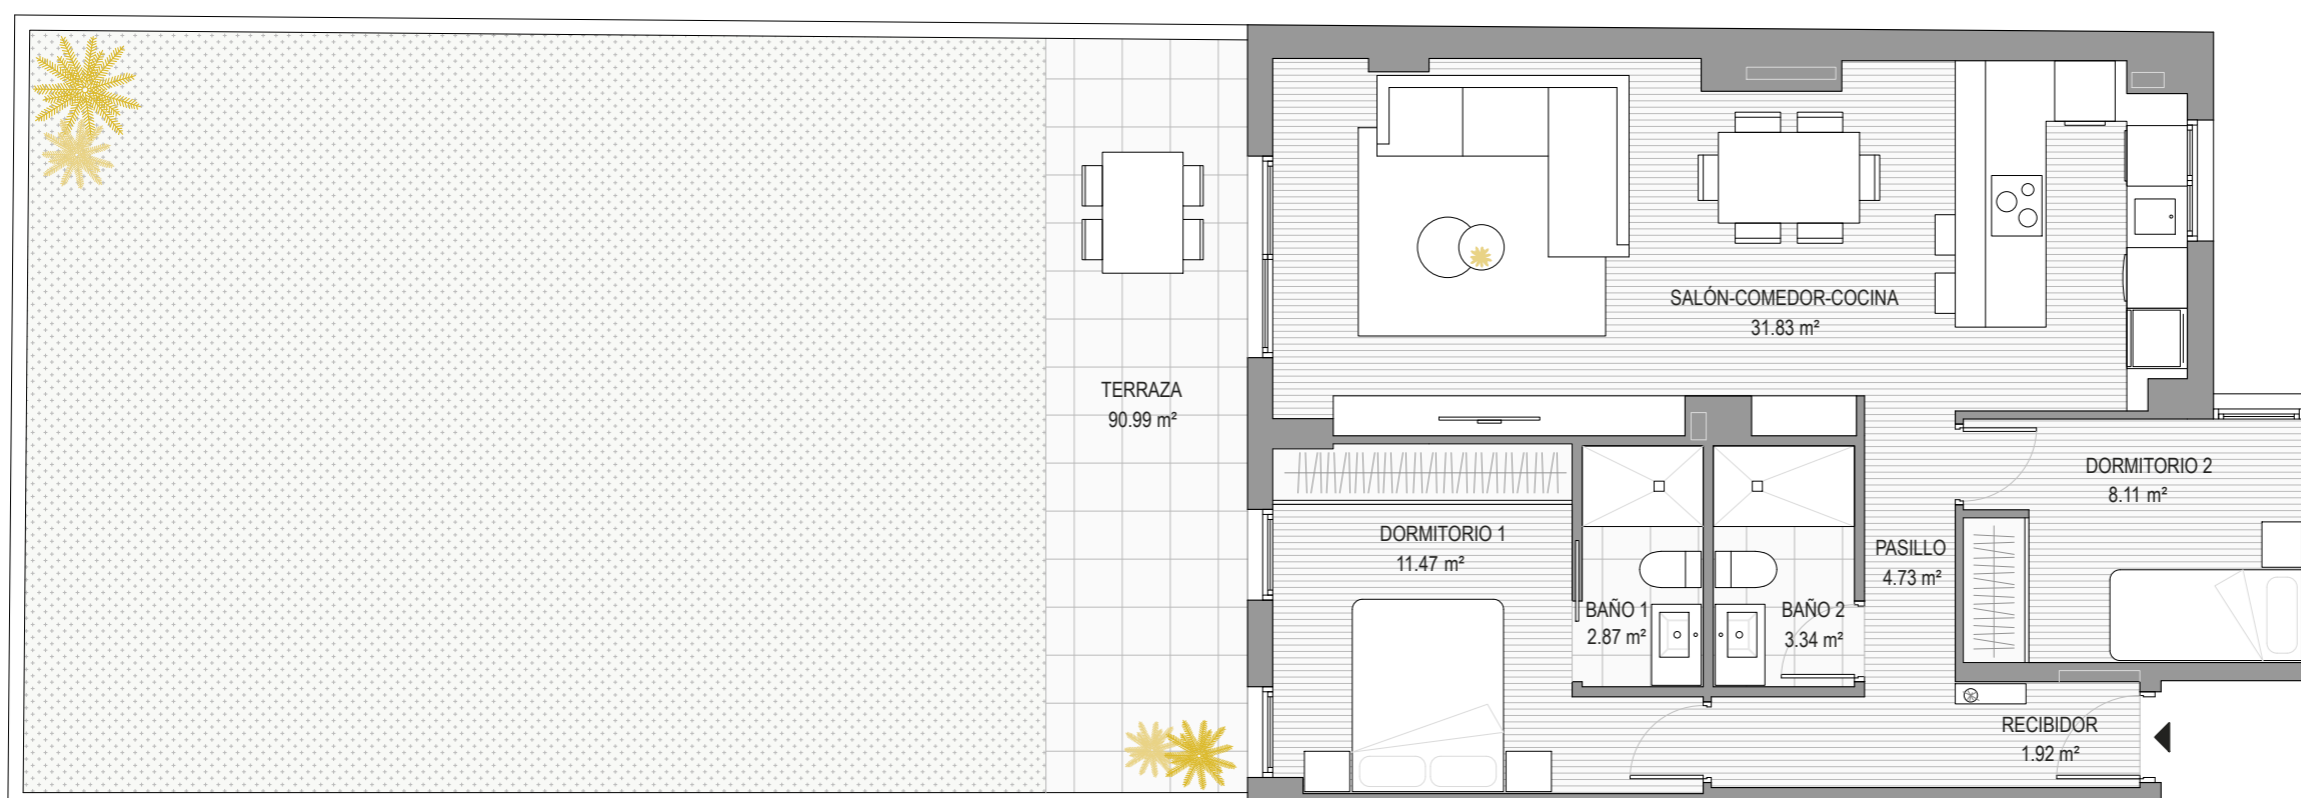 SALÓN-COMEDOR-COCINA
31.83 m²
TERRAZA
90.99 m²
DORMITORIO 2
8.11 m²
DORMITORIO 1
11.47 m²
PASILLO
4.73 m²
BAÑO 1
2.87 m²
BAÑO 2
3.34 m²
RECIBIDOR
1.92 m²